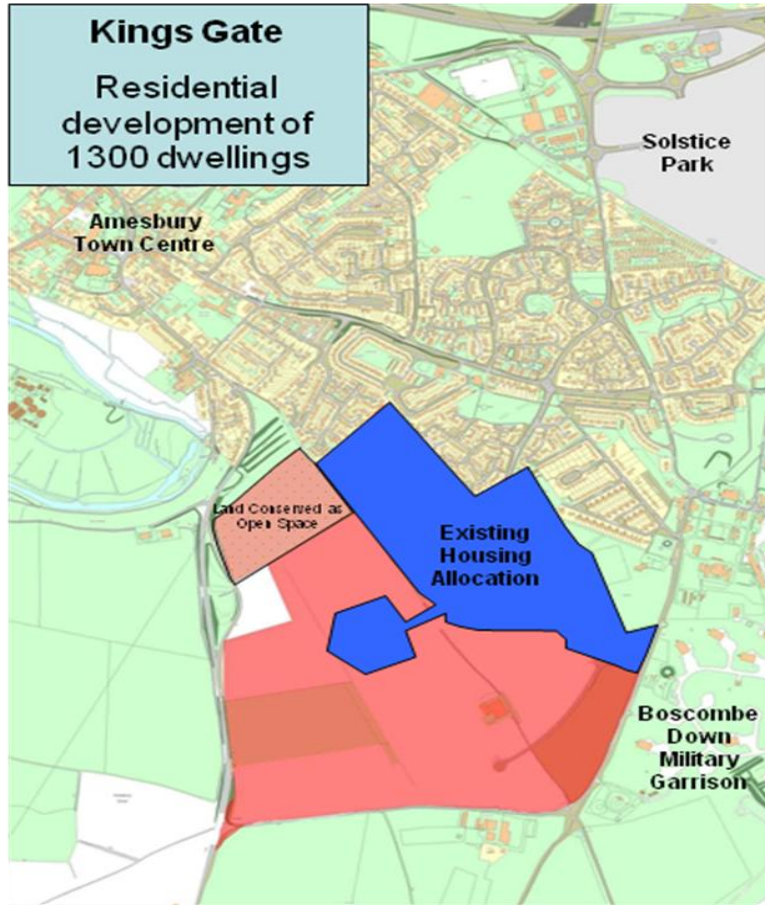 Kings Gate
Residential
development of
1300 dwellings
Solstice
Park
Amesbury
Town Centre
Land Conserved as
Open Space
Existing
Housing
Allocation
Boscombe
Down
Military
Garrison